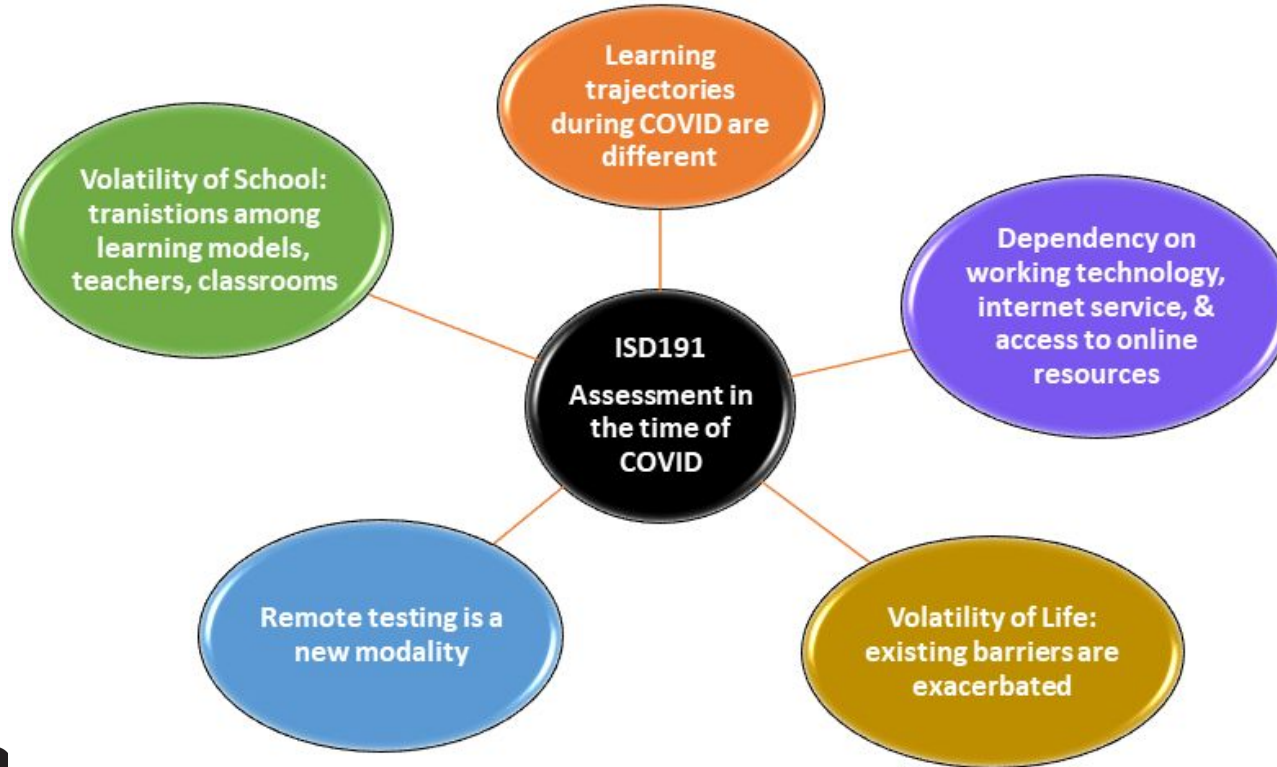 Learning
trajectories
during COVID are
different
Volatility of School:
tranistions among
learning models,
teachers, classrooms
Dependency on
working technology,
internet service, &
access to online
resources
ISD191
Assessment in
the time of
COVID
Remote testing is a
new modality
Volatility of Life:
existing barriers are
exacerbated